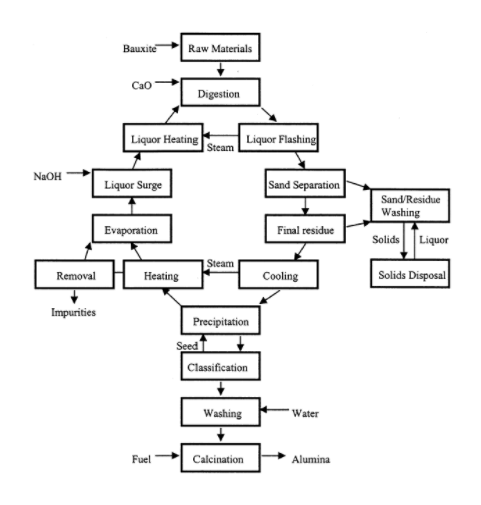 Bauxite
Raw Materials
CaO
Digestion
Liquor Heating
Steam
Liquor Flashing
NaOH
Liquor Surge
Sand Separation
Sand/Residue
Washing
Evaporation
Final residue
Solids
Liquor
Removal
Heating
Steam
Cooling
Solids Disposal
Impurities
Precipitation
Seed
Classification
Washing
Water
Fuel
Calcination
Alumina